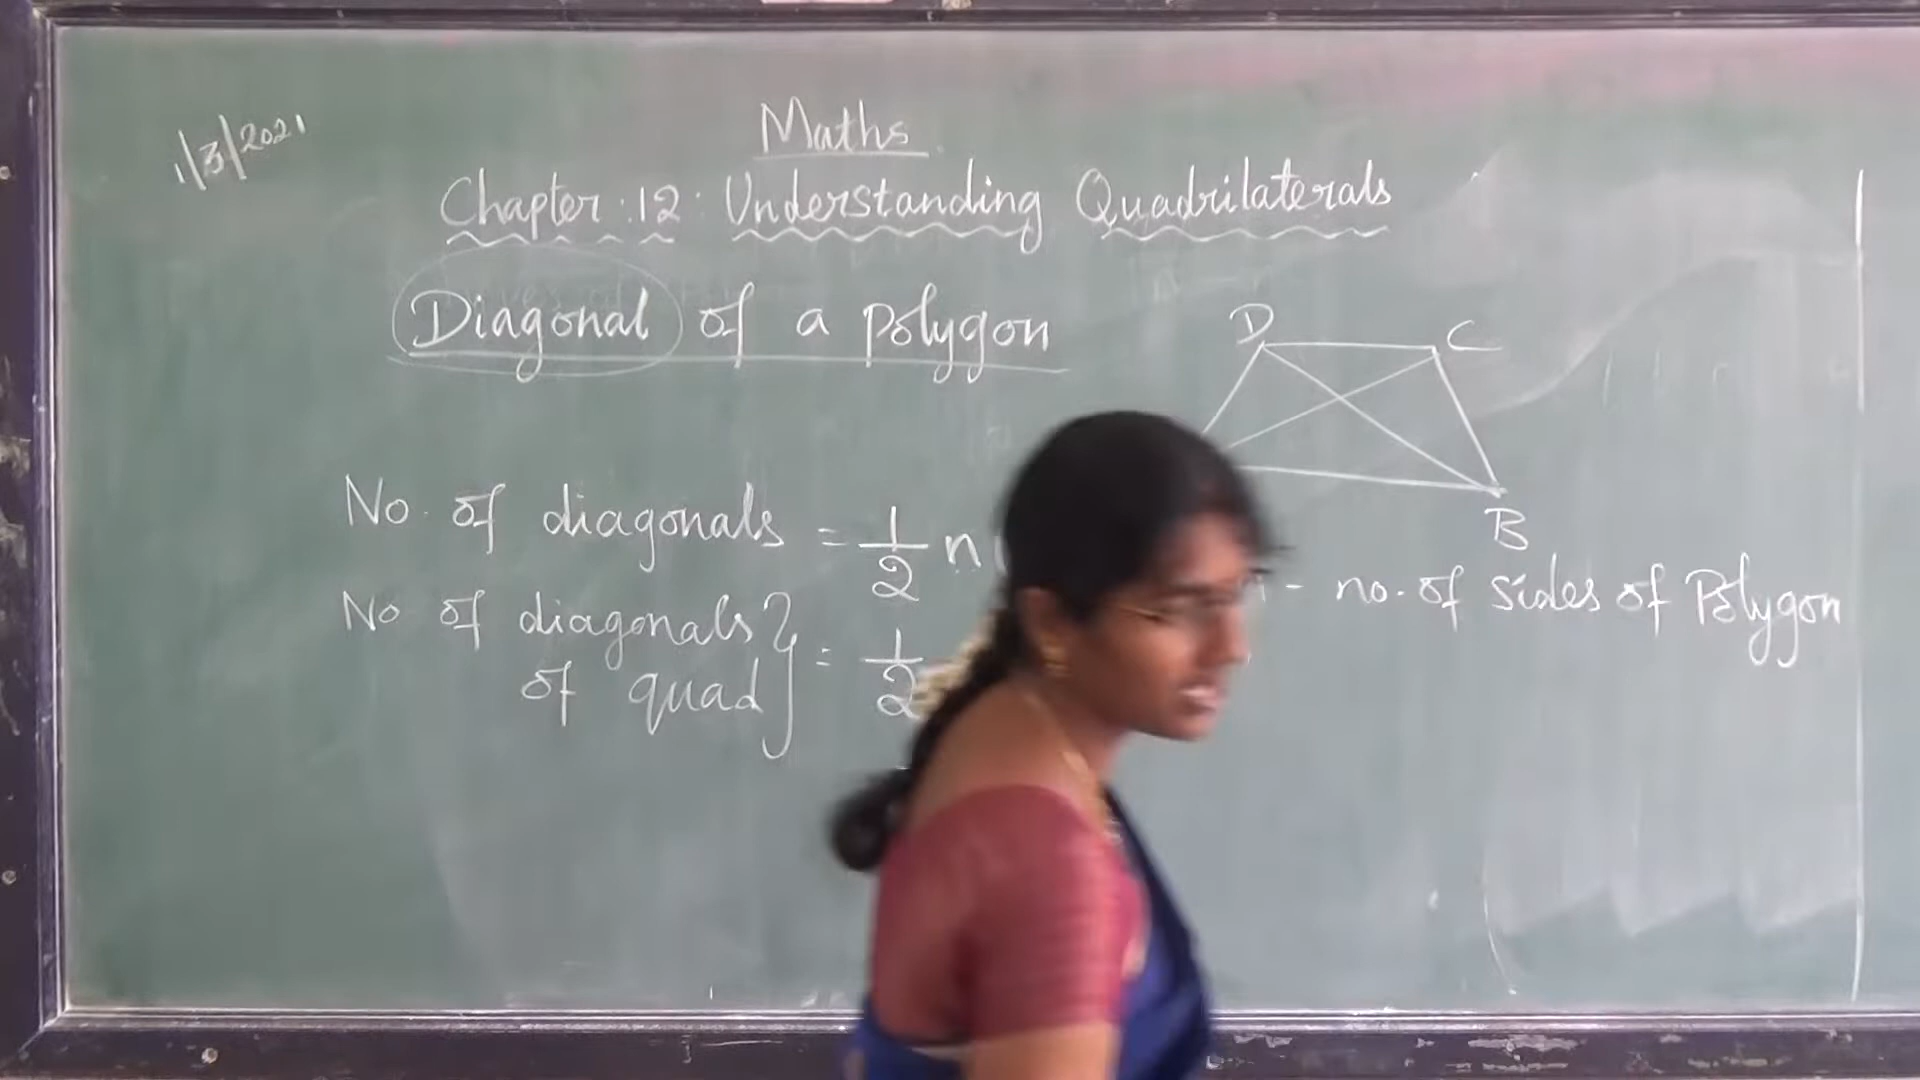 1/3/2021
Maths
Chapter : 12 : Understanding Quadrilaterals
Diagonal of a polygon
D C
B
No. of diagonals = 1/2 n(
- no. of sides of Polygon
No of diagonals }
of quad } = 1/2